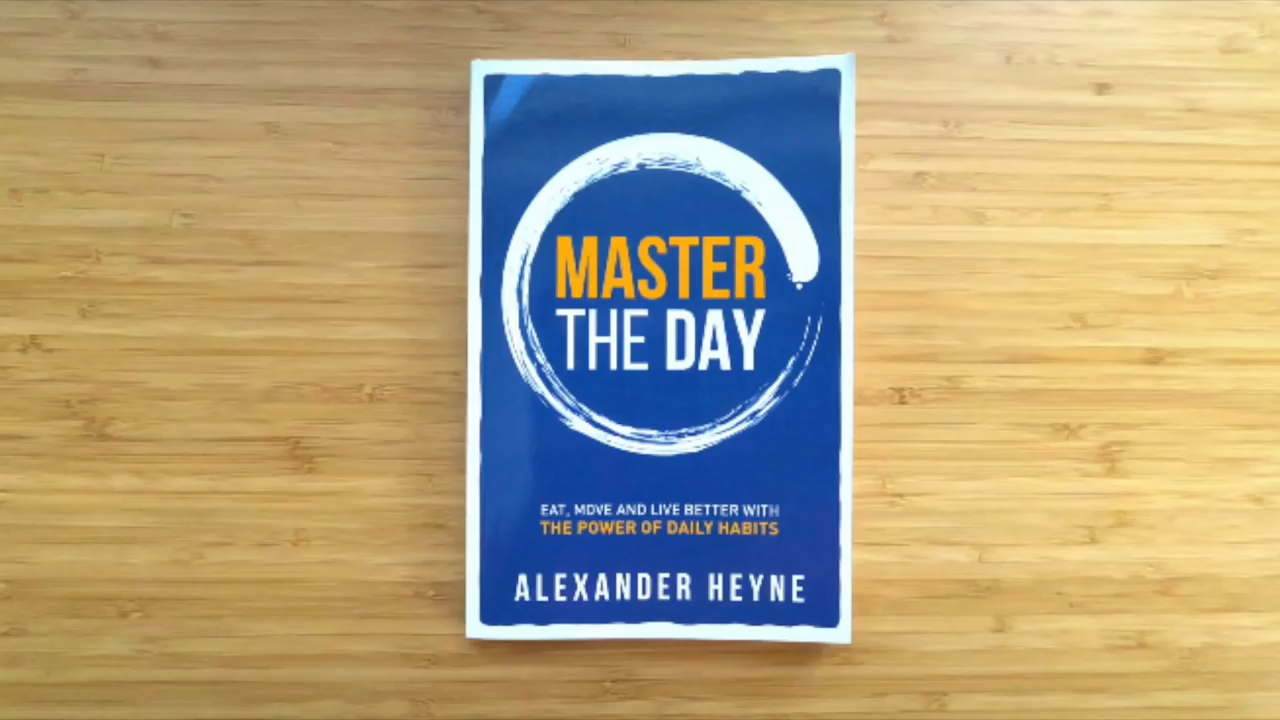 MASTER
THE DAY
EAT, MOVE AND LIVE BETTER WITH
THE POWER OF DAILY HABITS
ALEXANDER HEYNE